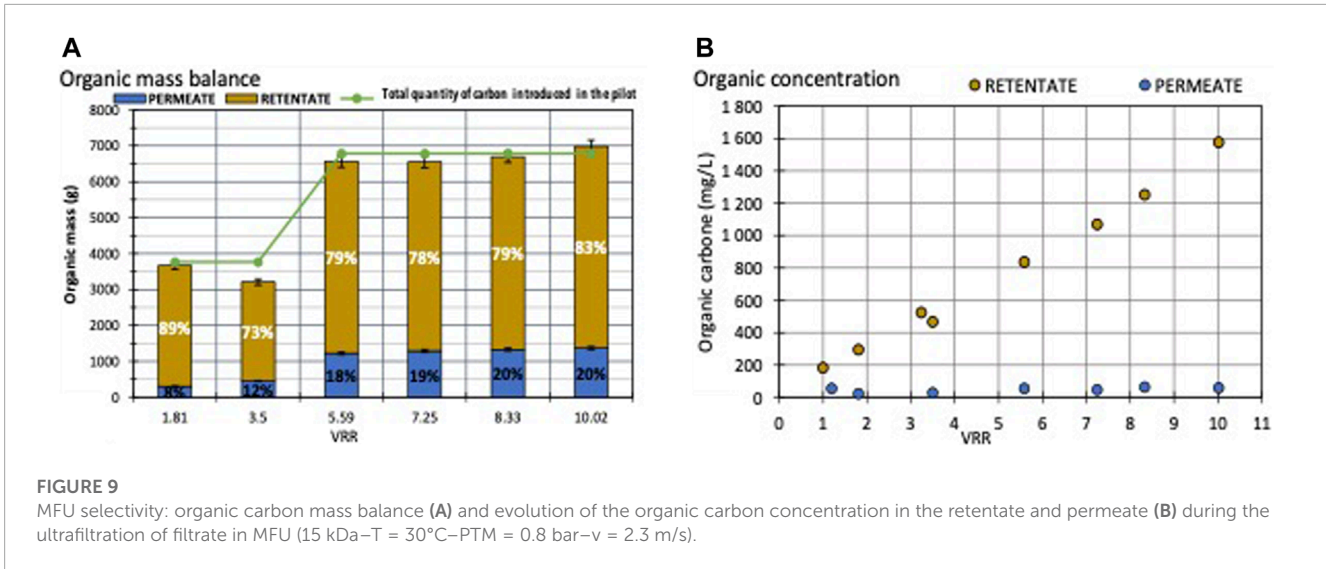 A
Organic mass balance
PERMEATE RETENTATE Total quantity of carbon introduced in the pilot
8000
7000
6000
5000
4000
3000
2000
1000
0
Organic mass (g)
89%
73%
79%
78%
79%
83%
8%
12%
18%
19%
20%
20%
1.81 3.5 5.59 7.25 8.33 10.02
VRR
B
Organic concentration
RETENTATE PERMEATE
1 800
1 600
1 400
1 200
1 000
800
600
400
200
0
Organic carbone (mg/L)
0 1 2 3 4 5 6 7 8 9 10 11
VRR
FIGURE 9
MFU selectivity: organic carbon mass balance (A) and evolution of the organic carbon concentration in the retentate and permeate (B) during the
ultrafiltration of filtrate in MFU (15 kDa–T = 30°C–PTM = 0.8 bar–v = 2.3 m/s).